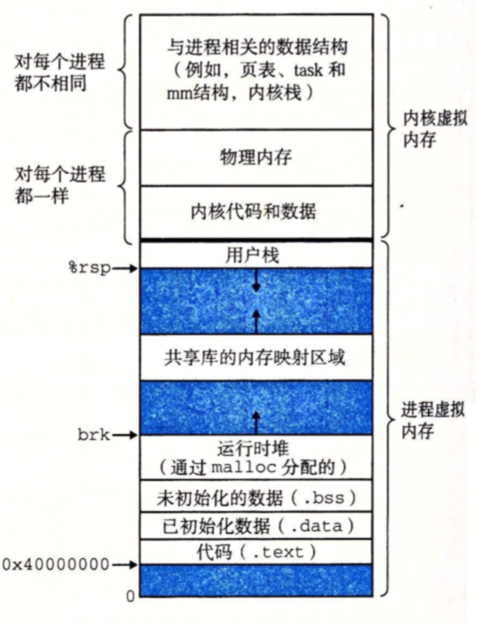 对每个进程
都不相同
与进程相关的数据结构
（例如，页表、task 和
mm结构，内核栈）
内核虚拟
内存
物理内存
对每个进程
都一样
内核代码和数据
用户栈
%rsp
共享库的内存映射区域
进程虚拟
内存
brk
运行时堆
（通过 malloc 分配的）
未初始化的数据（.bss）
已初始化数据（.data）
代码（.text）
0x40000000
0